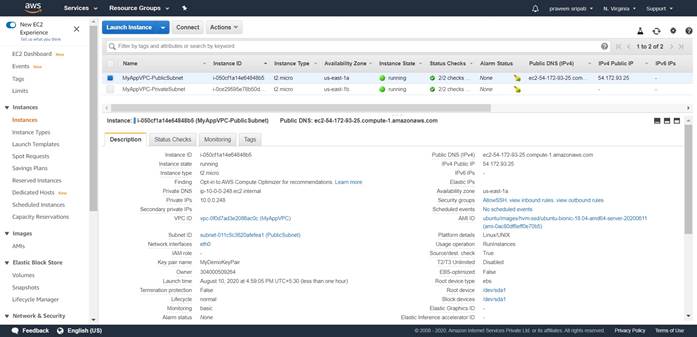 aws Services Resource Groups praveen sripati N. Virginia Support
New EC2 Experience
Tell us what you think
Launch Instance Connect Actions
Filter by tags and attributes or search by keyword 1 to 2 of 2
Name Instance ID Instance Type Availability Zone Instance State Status Checks Alarm Status Public DNS (IPv4) IPv4 Public IP IPv6 IPs
MyAppVPC-PublicSubnet i-050cf1a14e64848b5 t2.micro us-east-1a running 2/2 checks ... None ec2-54-172-93-25.com... 54.172.93.25 -
MyAppVPC-PrivateSubnet t2.micro us-east-1b running 2/2 checks ... None -
EC2 Dashboard New
Events New
Tags
Limits
Instances
Instances
Instance Types
Launch Templates
Spot Requests
Savings Plans
Reserved Instances
Dedicated Hosts New
Scheduled Instances
Capacity Reservations
Images
AMIs
Elastic Block Store
Volumes
Snapshots
Lifecycle Manager
Network & Security
Instance: i-050cf1a14e64848b5 (MyAppVPC-PublicSubnet) Public DNS: ec2-54-172-93-25.compute-1.amazonaws.com
Description Status Checks Monitoring Tags
Instance ID i-050cf1a14e64848b5 Public DNS (IPv4) ec2-54-172-93-25.compute-1.amazonaws.com
Instance state running IPv4 Public IP 54.172.93.25
Instance type t2.micro IPv6 IPs -
Finding Opt-in to AWS Compute Optimizer for recommendations. Learn more Elastic IPs
Private DNS ip-10-0-0-248.ec2.internal Availability zone us-east-1a
Private IPs 10.0.0.248 Security groups AllowSSH. view inbound rules. view outbound rules
Secondary private IPs Scheduled events No scheduled events
VPC ID (MyAppVPC) AMI ID ubuntu/images/hvm-ssd/ubuntu-bionic-18.04-amd64-server-20200611
Subnet ID (PublicSubnet) Platform details Linux/UNIX
Network interfaces eth0 Usage operation RunInstances
IAM role - Source/dest. check True
Key pair name MyDemoKeyPair T2/T3 Unlimited Disabled
Owner 304000509264 EBS-optimized False
Launch time August 10, 2020 at 4:59:05 PM UTC+5:30 (less than one hour) Root device type ebs
Termination protection False Root device /dev/sda1
Lifecycle normal Block devices /dev/sda1
Monitoring basic Elastic Graphics ID -
Alarm status None Elastic Inference accelerator ID -
Feedback English (US) © 2008 - 2020, Amazon Internet Services Private Ltd. or its affiliates. All rights reserved. Privacy Policy Terms of Use